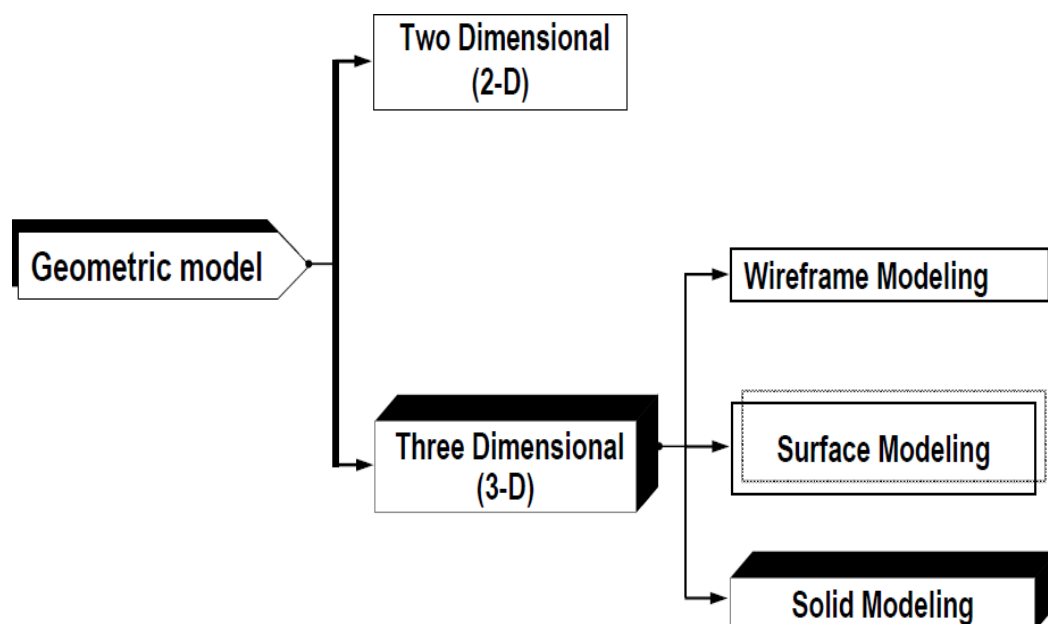 Two Dimensional
(2-D)
Geometric model
Wireframe Modeling
Three Dimensional
(3-D)
Surface Modeling
Solid Modeling